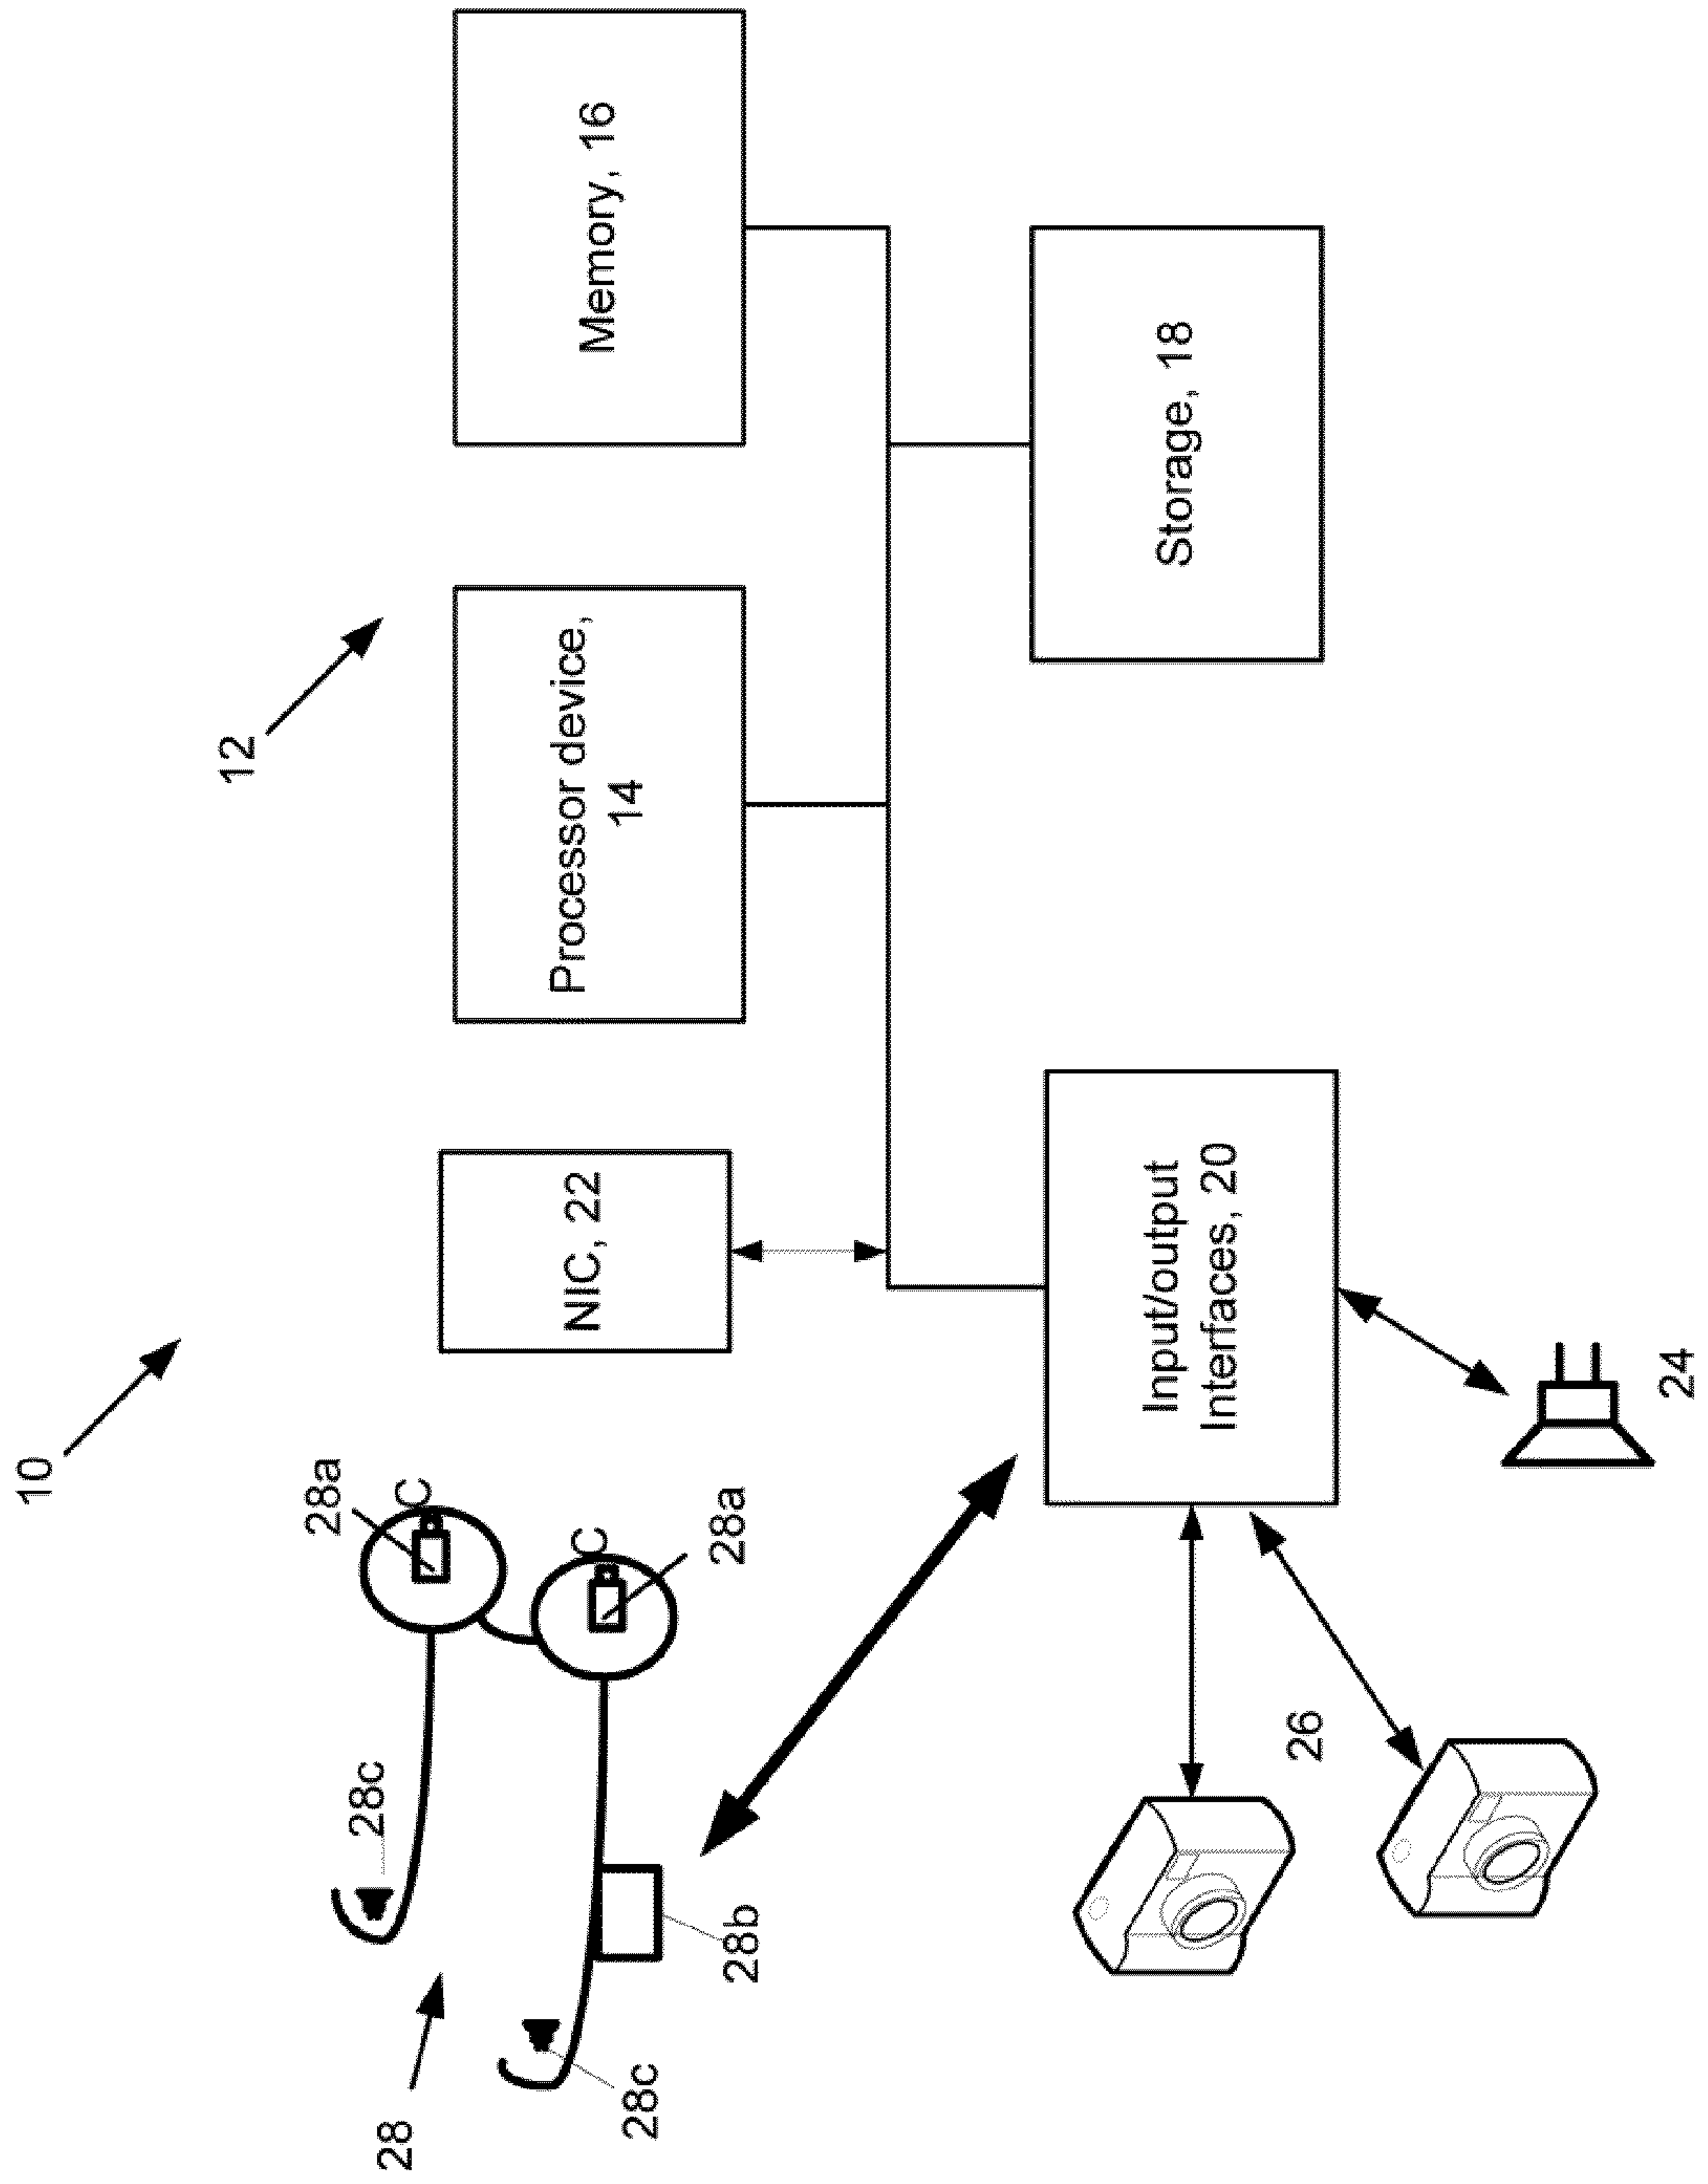 10
12
28a
C
NIC, 22
Processor device,
14
Memory, 16
28c
C
28a
28
28c
28b
26
Input/output
Interfaces, 20
Storage, 18
24